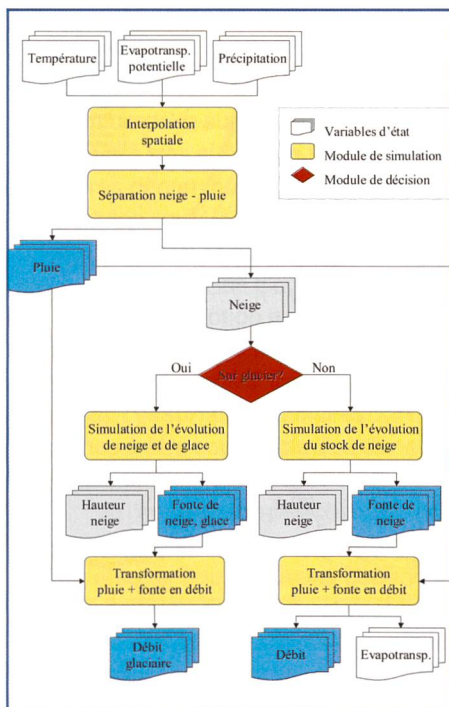 Température
Evapotransp.
potentielle
Précipitation
Interpolation
spatiale
Variables d'état
Module de simulation
Module de décision
Séparation neige - pluie
Pluie
Neige
Oui
Sur glacier?
Non
Simulation de l'évolution
de neige et de glace
Simulation de l'évolution
du stock de neige
Hauteur
neige
Fonte de
neige, glace
Hauteur
neige
Fonte de
neige
Transformation
pluie + fonte en débit
Transformation
pluie + fonte en débit
Débit
glaciaire
Débit
Evapotransp.